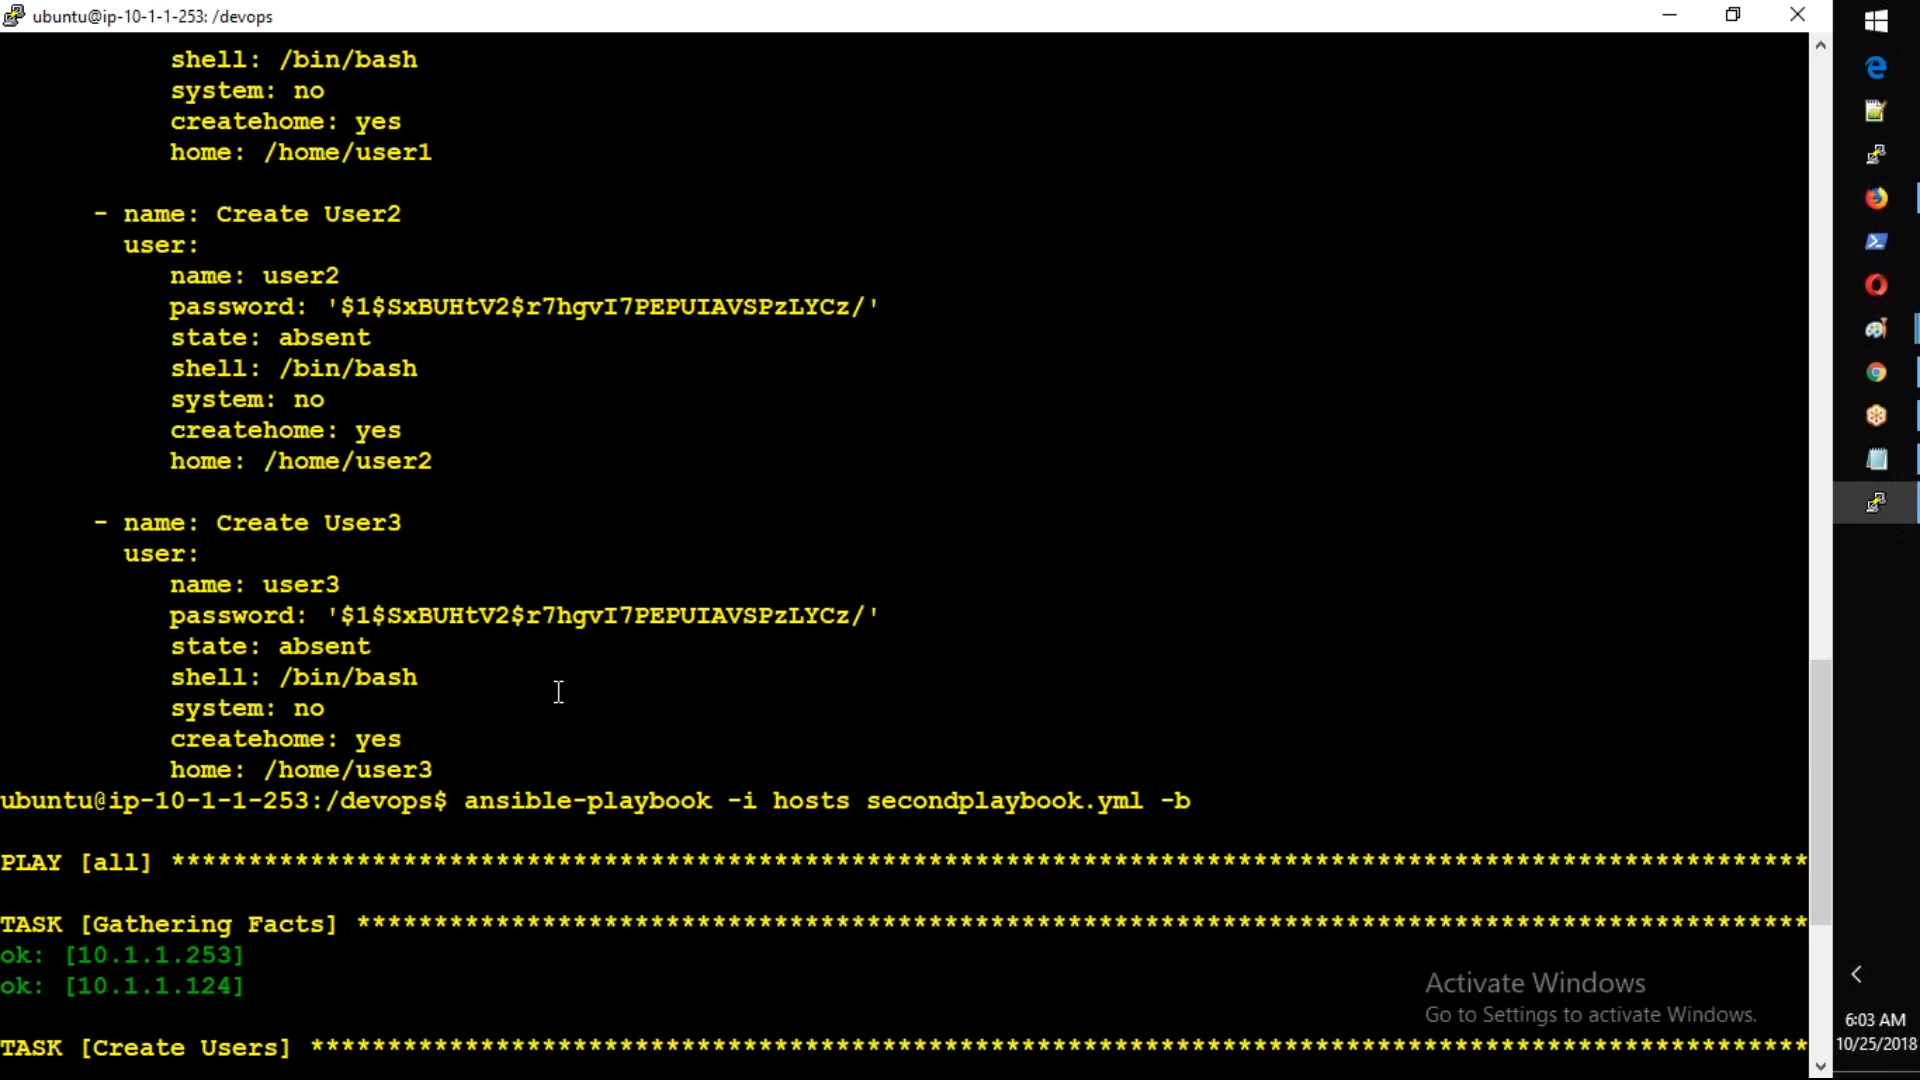 ubuntu@ip-10-1-1-253: /devops
shell: /bin/bash
system: no
createhome: yes
home: /home/user1
- name: Create User2
user:
name: user2
password: '$1$SxBUHtV2$r7hgvI7PEPUIAVSPzLYCz/'
state: absent
shell: /bin/bash
system: no
createhome: yes
home: /home/user2
- name: Create User3
user:
name: user3
password: '$1$SxBUHtV2$r7hgvI7PEPUIAVSPzLYCz/'
state: absent
shell: /bin/bash
system: no
createhome: yes
home: /home/user3
ubuntu@ip-10-1-1-253:/devops$ ansible-playbook -i hosts secondplaybook.yml -b
PLAY [all] **********************************************************************************************************
TASK [Gathering Facts] **********************************************************************************************
ok: [10.1.1.253]
ok: [10.1.1.124]
TASK [Create Users] *************************************************************************************************
Activate Windows
Go to Settings to activate Windows.
6:03 AM
10/25/2018